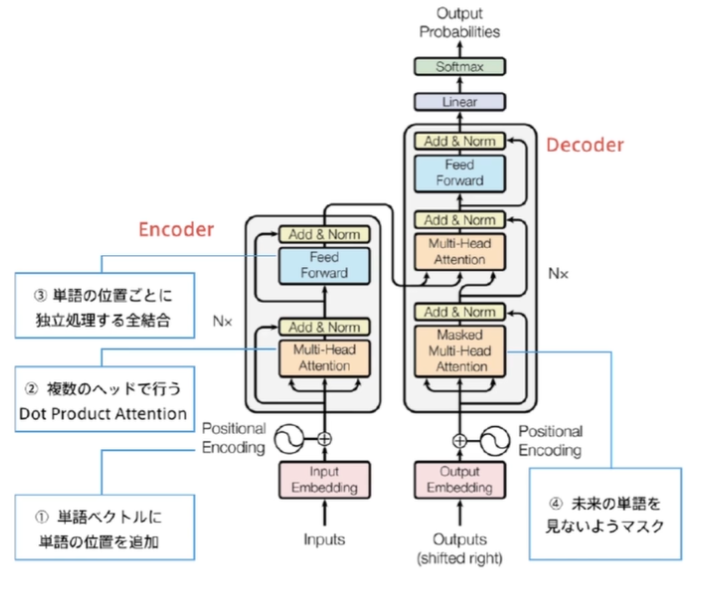 Output
Probabilities
Softmax
Linear
Decoder
Add & Norm
Feed
Forward
Add & Norm
Multi-Head
Attention
Nx
Add & Norm
Masked
Multi-Head
Attention
Encoder
Add & Norm
Feed
Forward
Nx
Add & Norm
Multi-Head
Attention
③ 単語の位置ごとに
独立処理する全結合
② 複数のヘッドで行う
Dot Product Attention
Positional
Encoding
Positional
Encoding
Input
Embedding
Output
Embedding
① 単語ベクトルに
単語の位置を追加
④ 未来の単語を
見ないようマスク
Inputs
Outputs
(shifted right)